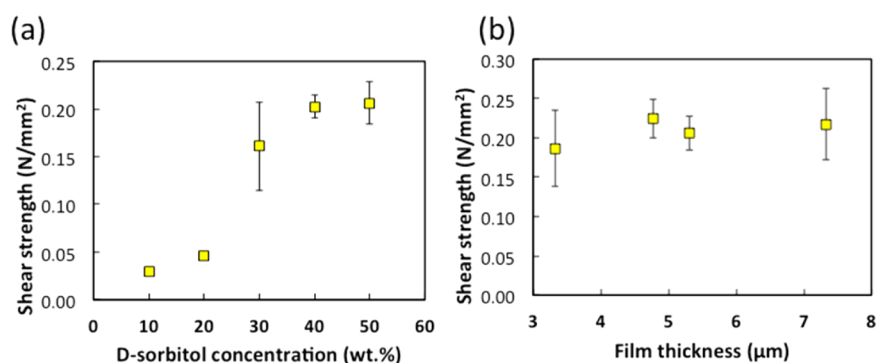 (a)
Shear strength (N/mm²)
0.25
0.20
0.15
0.10
0.05
0.00
0 10 20 30 40 50 60
D-sorbitol concentration (wt.%)
(b)
Shear strength (N/mm²)
0.30
0.25
0.20
0.15
0.10
0.05
0.00
3 4 5 6 7 8
Film thickness (μm)